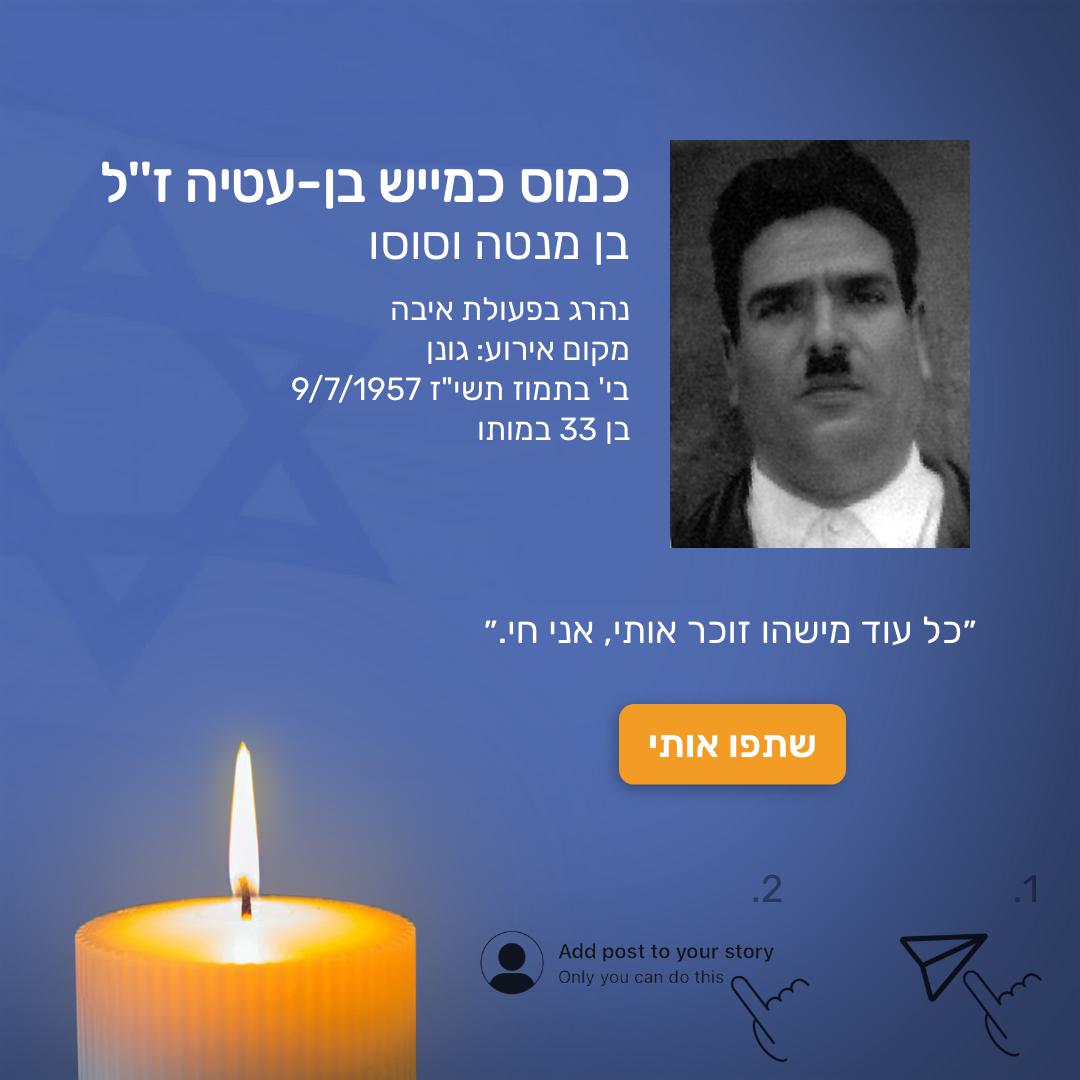 כמוס כמייש בן-עטיה ז"ל
בן מנטה וסוסו
נהרג בפעולת איבה
מקום אירוע: גונן
בי' בתמוז תשי"ז 9/7/1957
בן 33 במותו
״כל עוד מישהו זוכר אותי, אני חי.״
שתפו אותי
1.
2.
Add post to your story
Only you can do this